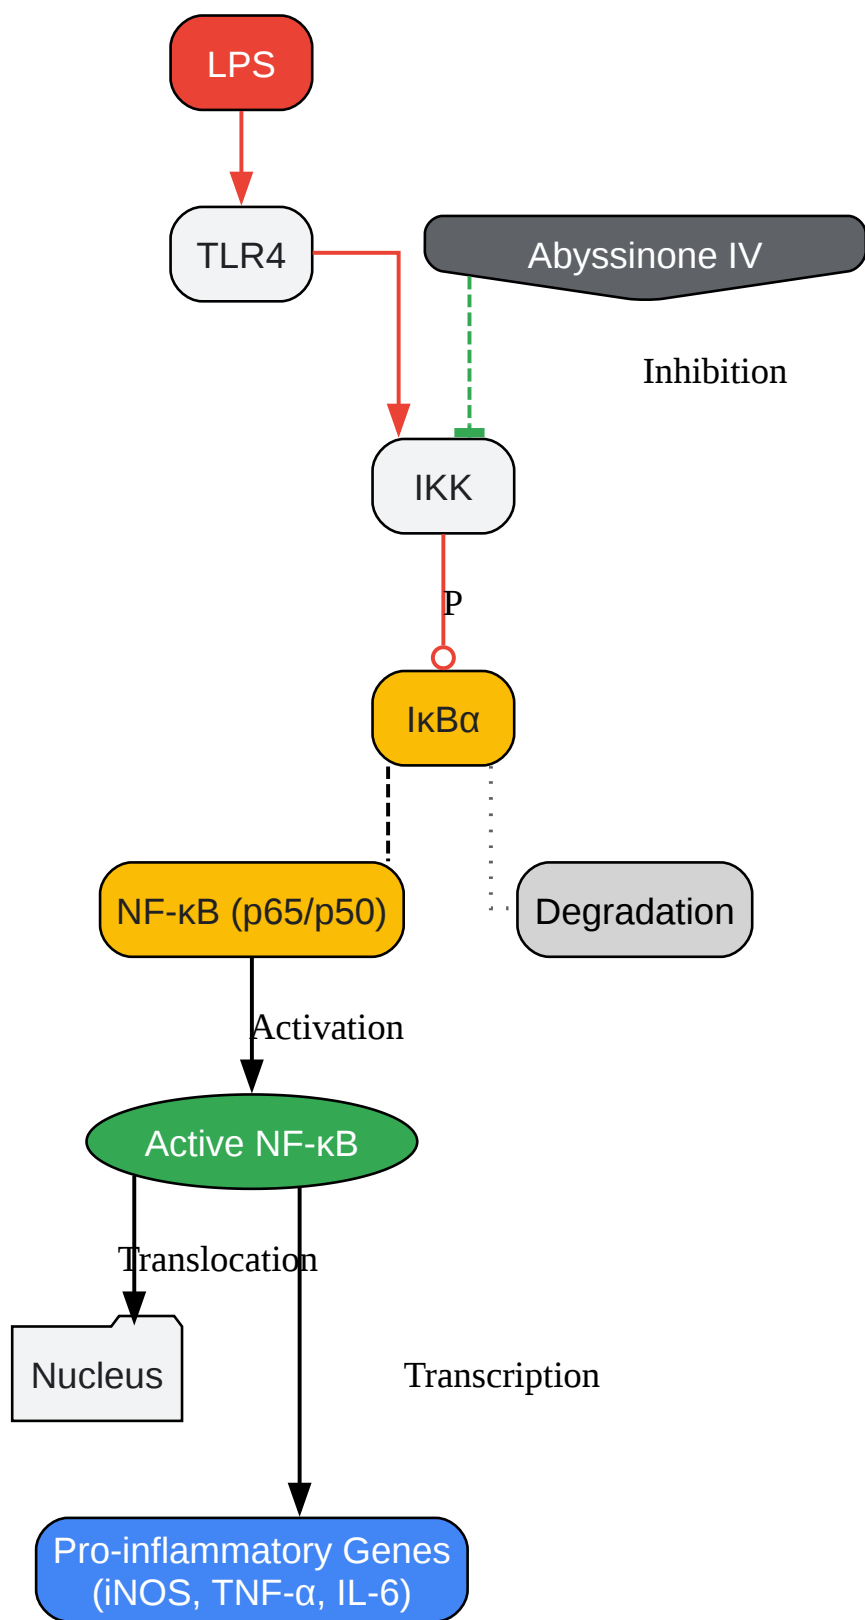 LPS
TLR4
Abyssinone IV
Inhibition
IKK
P
IκBα
NF-κB (p65/p50)
Degradation
Activation
Active NF-κB
Translocation
Nucleus
Transcription
Pro-inflammatory Genes
(iNOS, TNF-α, IL-6)